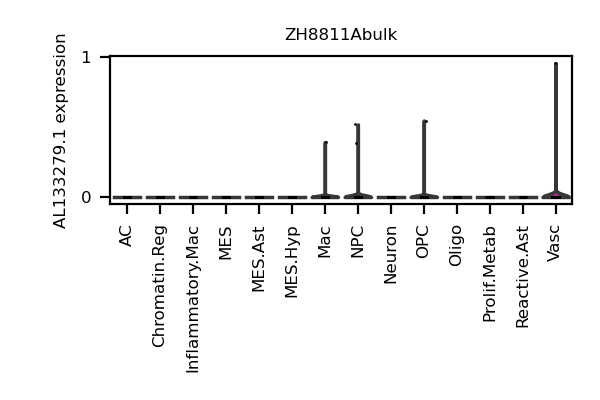 ZH8811Abulk
AL133279.1 expression
1
0
AC
Chromatin.Reg
Inflammatory.Mac
MES
MES.Ast
MES.Hyp
Mac
NPC
Neuron
OPC
Oligo
Prolif.Metab
Reactive.Ast
Vasc